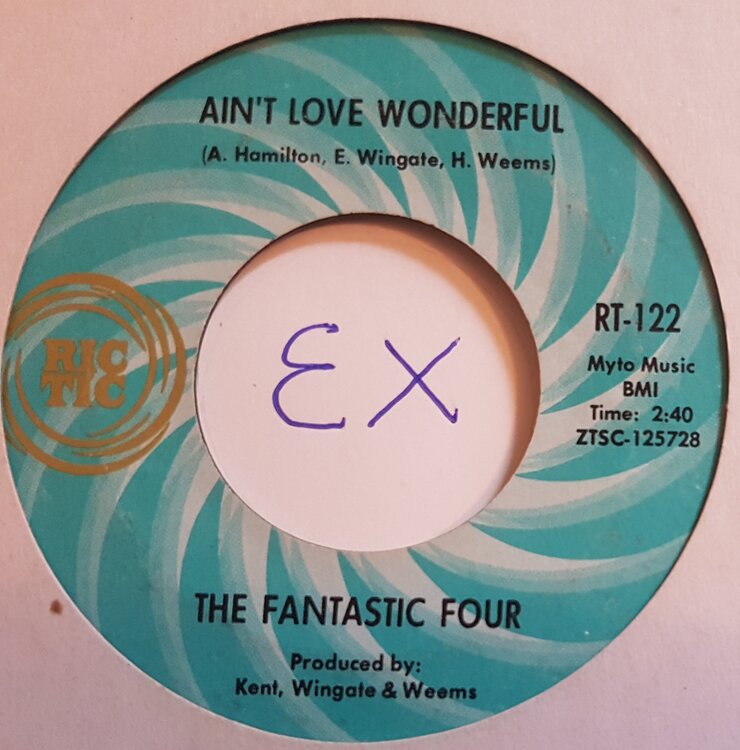 AIN'T LOVE WONDERFUL
(A. Hamilton, E. Wingate, H. Weems)
RIC
TIC
EX
RT-122
Myto Music
BMI
Time: 2:40
ZTSC-125728
THE FANTASTIC FOUR
Produced by:
Kent, Wingate & Weems